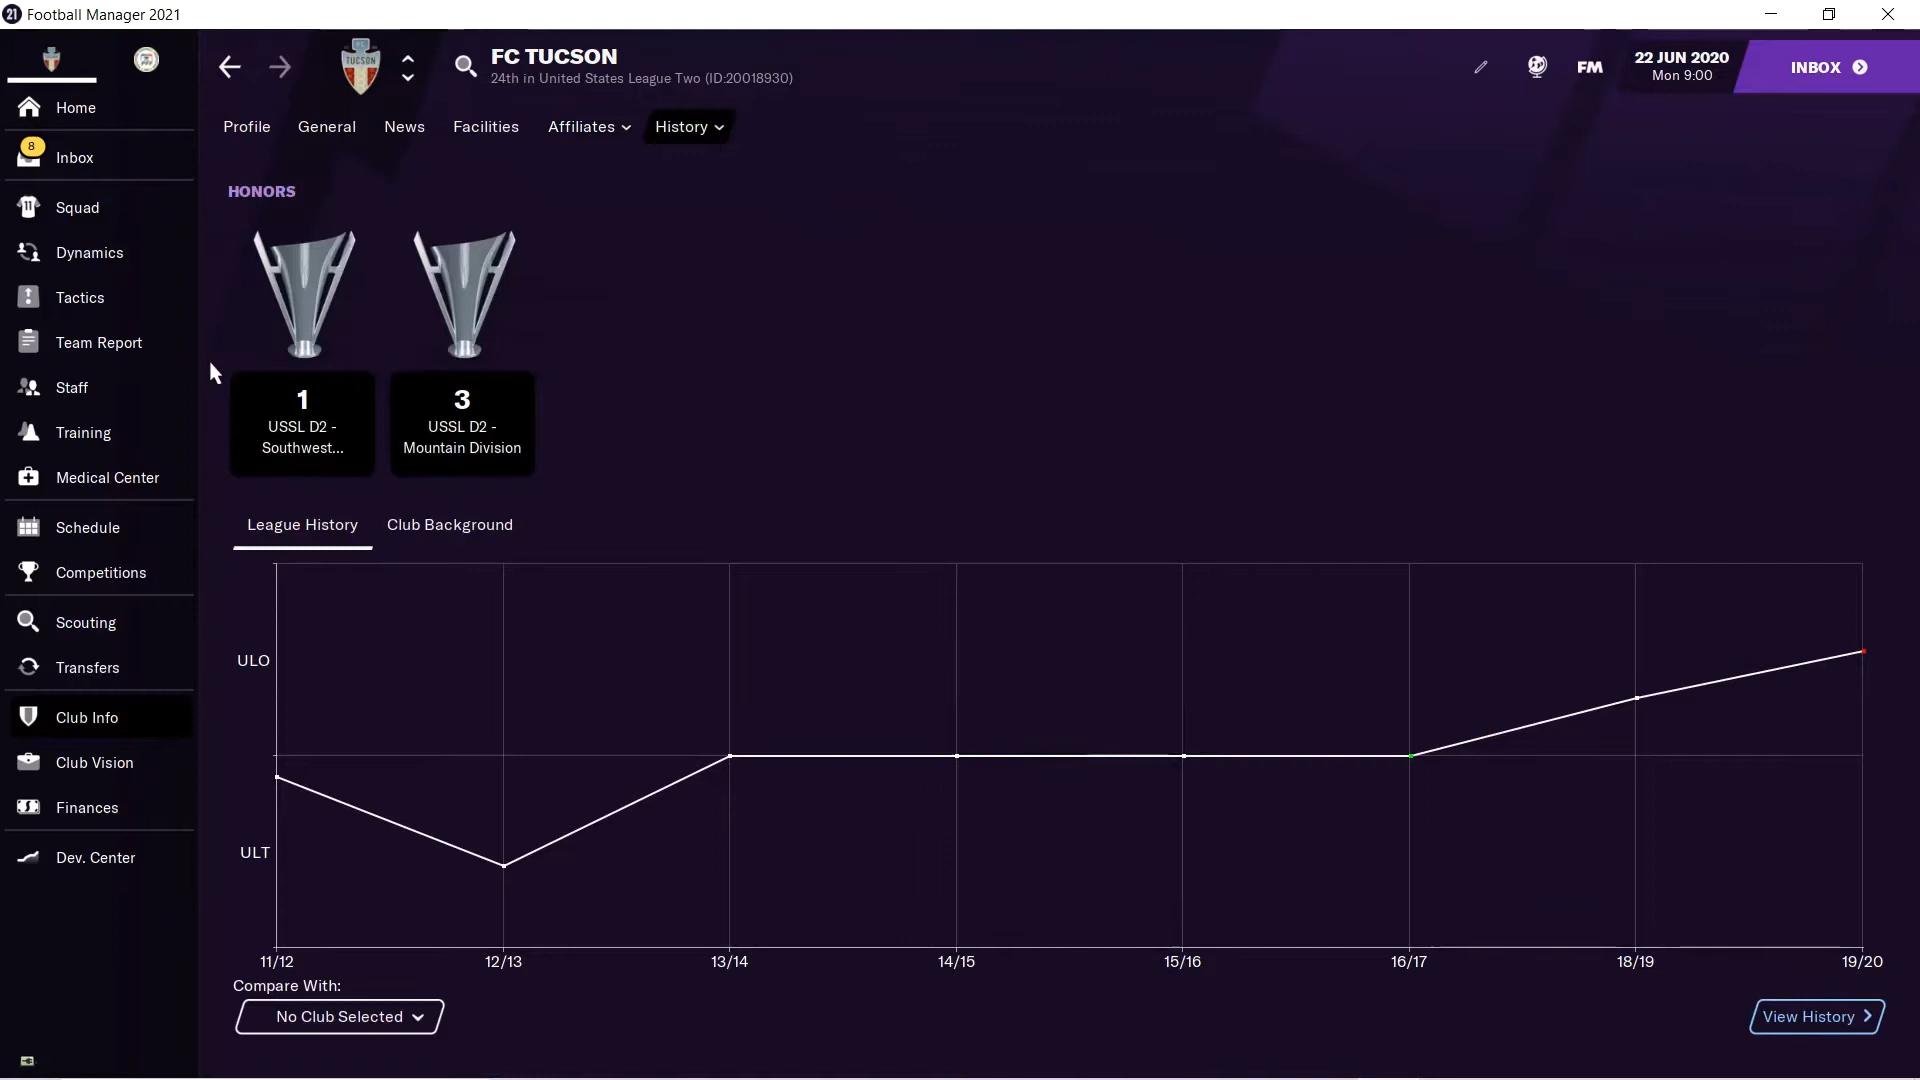 21 Football Manager 2021
FC TUCSON
24th in United States League Two (ID:20018930)
FM
22 JUN 2020
Mon 9:00
INBOX
Profile
General
News
Facilities
Affiliates
History
Home
8
Inbox
Squad
Dynamics
Tactics
Team Report
Staff
Training
Medical Center
Schedule
Competitions
Scouting
Transfers
Club Info
Club Vision
Finances
Dev. Center
HONORS
1
USSL D2 -
Southwest...
3
USSL D2 -
Mountain Division
League History
Club Background
ULO
ULT
11/12
12/13
13/14
14/15
15/16
16/17
18/19
19/20
Compare With:
No Club Selected
View History